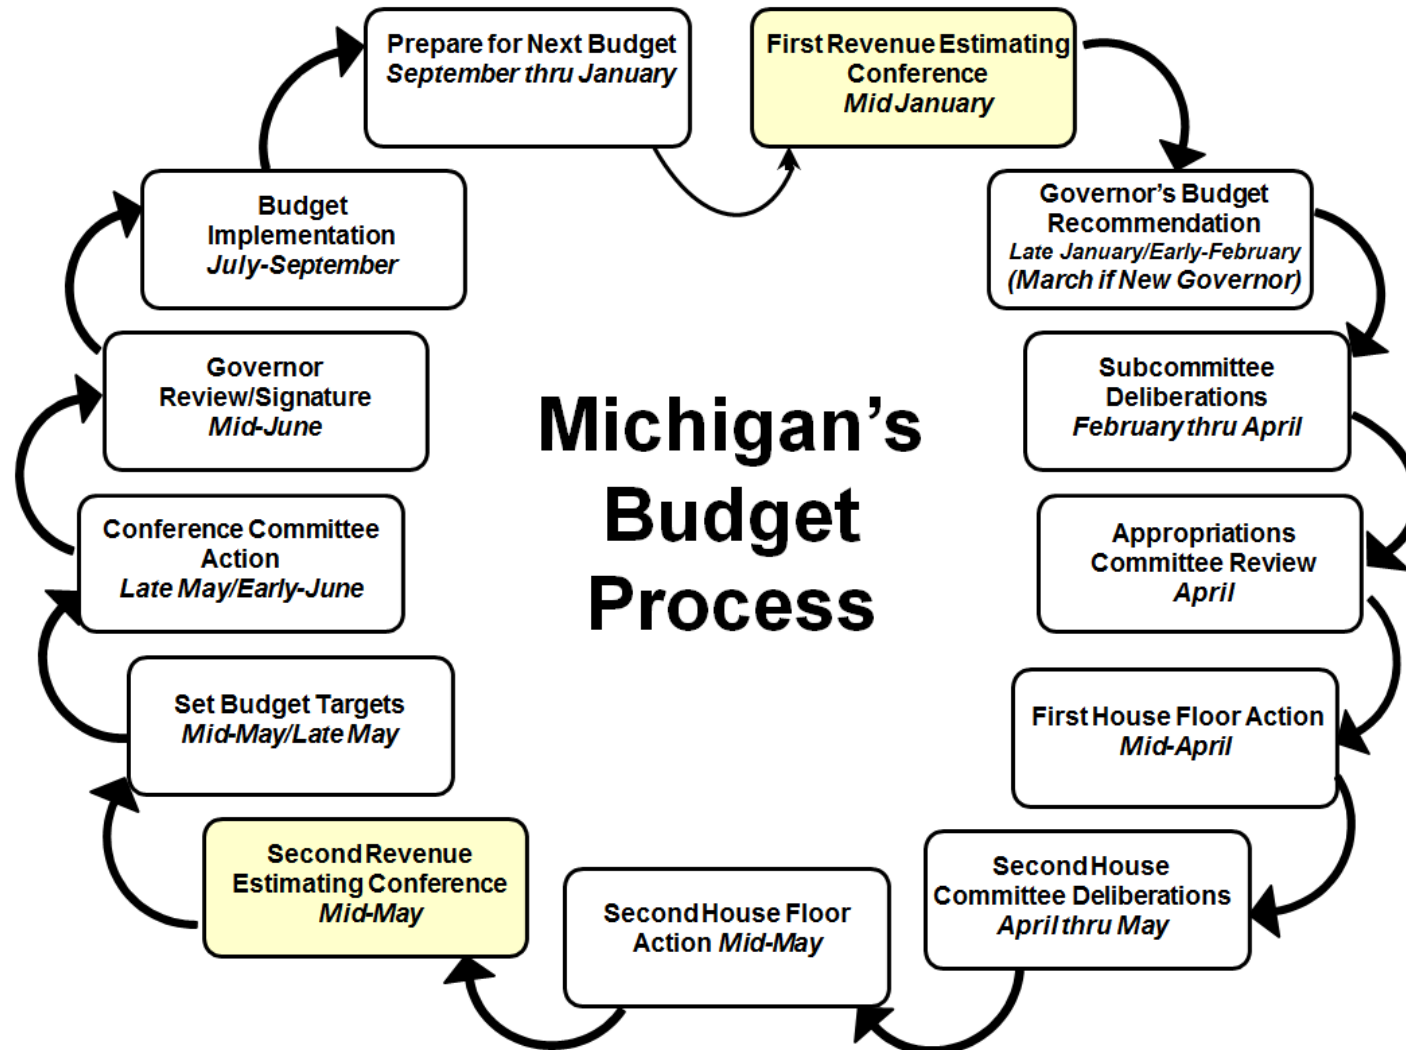 Prepare for Next Budget
September thru January
First Revenue Estimating
Conference
Mid January
Governor’s Budget
Recommendation
Late January/Early-February
(March if New Governor)
Subcommittee
Deliberations
February thru April
Appropriations
Committee Review
April
First House Floor Action
Mid-April
Second House
Committee Deliberations
April thru May
Second House Floor
Action Mid-May
Second Revenue
Estimating Conference
Mid-May
Set Budget Targets
Mid-May/Late May
Conference Committee
Action
Late May/Early-June
Governor
Review/Signature
Mid-June
Budget
Implementation
July-September
Michigan’s
Budget
Process